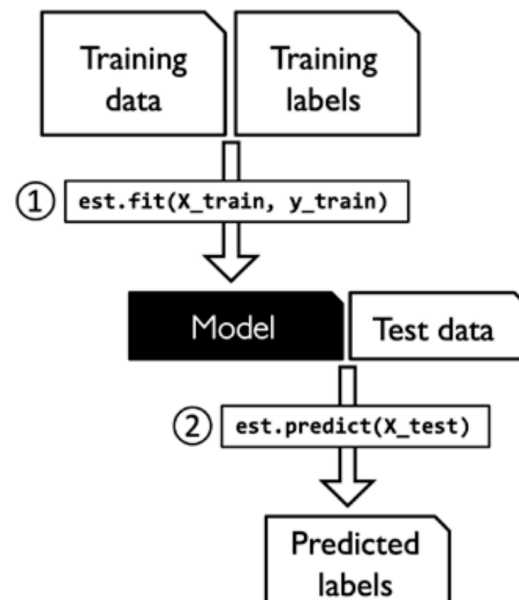 Training
data
Training
labels
① est.fit(X_train, y_train)
Model
Test data
② est.predict(X_test)
Predicted
labels